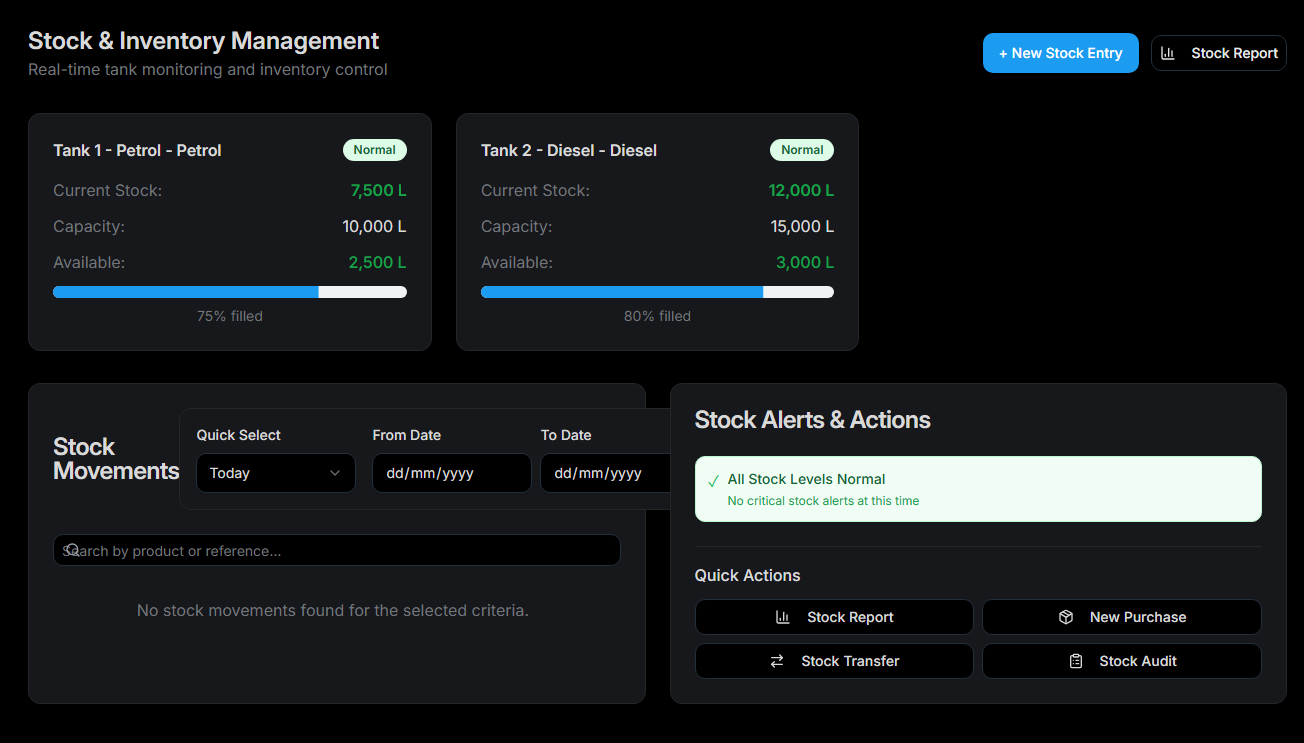 Stock & Inventory Management
Real-time tank monitoring and inventory control
+ New Stock Entry
Stock Report
Tank 1 - Petrol - Petrol
Normal
Current Stock:
7,500 L
Capacity:
10,000 L
Available:
2,500 L
75% filled
Tank 2 - Diesel - Diesel
Normal
Current Stock:
12,000 L
Capacity:
15,000 L
Available:
3,000 L
80% filled
Stock
Movements
Quick Select
Today
From Date
dd/mm/yyyy
To Date
dd/mm/yyyy
Search by product or reference...
No stock movements found for the selected criteria.
Stock Alerts & Actions
✓ All Stock Levels Normal
No critical stock alerts at this time
Quick Actions
Stock Report
New Purchase
Stock Transfer
Stock Audit